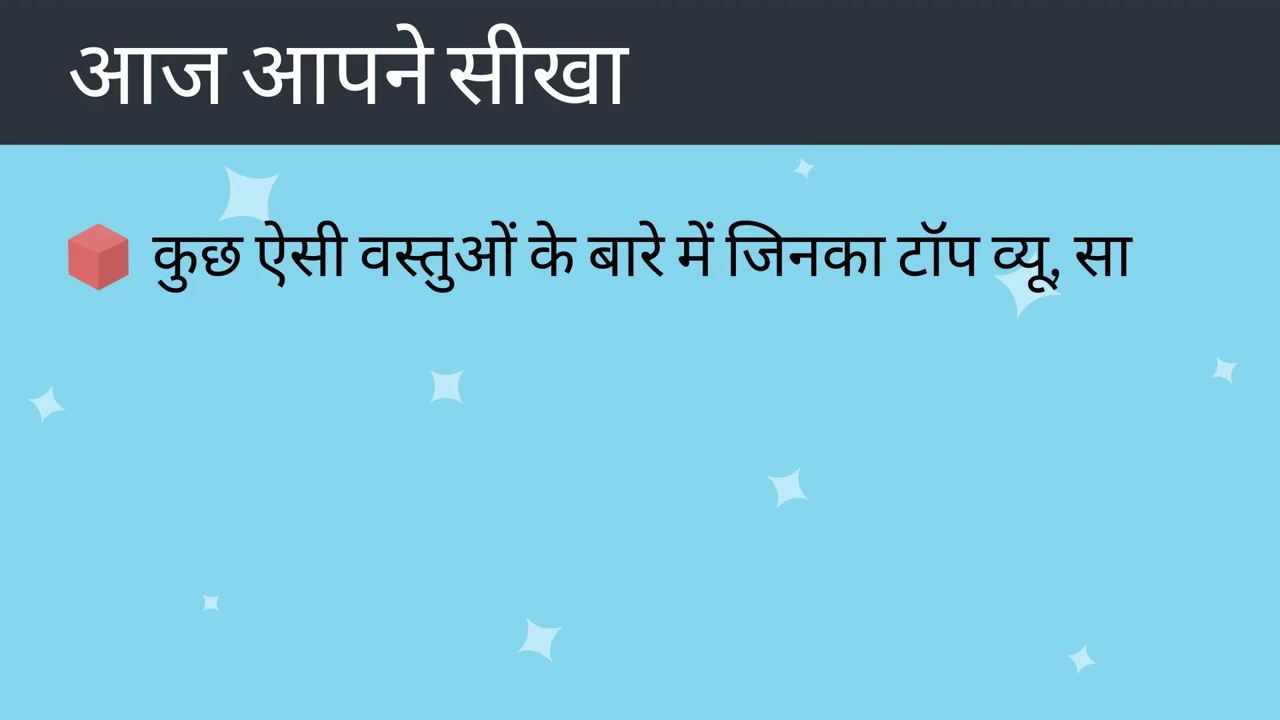 आज आपने सीखा
कुछ ऐसी वस्तुओं के बारे में जिनका टॉप व्यू, सा